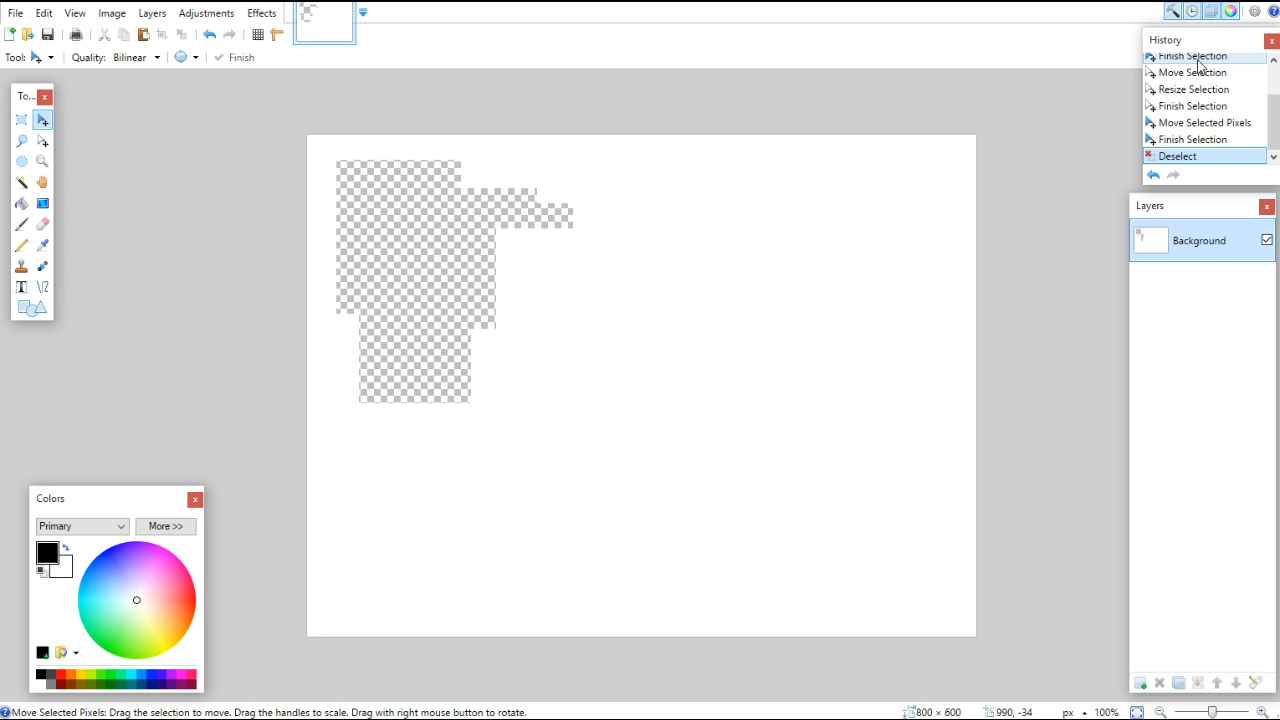 File Edit View Image Layers Adjustments Effects
Tool: Quality: Bilinear Finish
To...
History
Finish Selection
Move Selection
Resize Selection
Finish Selection
Move Selected Pixels
Finish Selection
Deselect
Layers
Background
Colors
Primary More >>
Move Selected Pixels: Drag the selection to move. Drag the handles to scale. Drag with right mouse button to rotate. 800 × 600 990, -34 px 100%